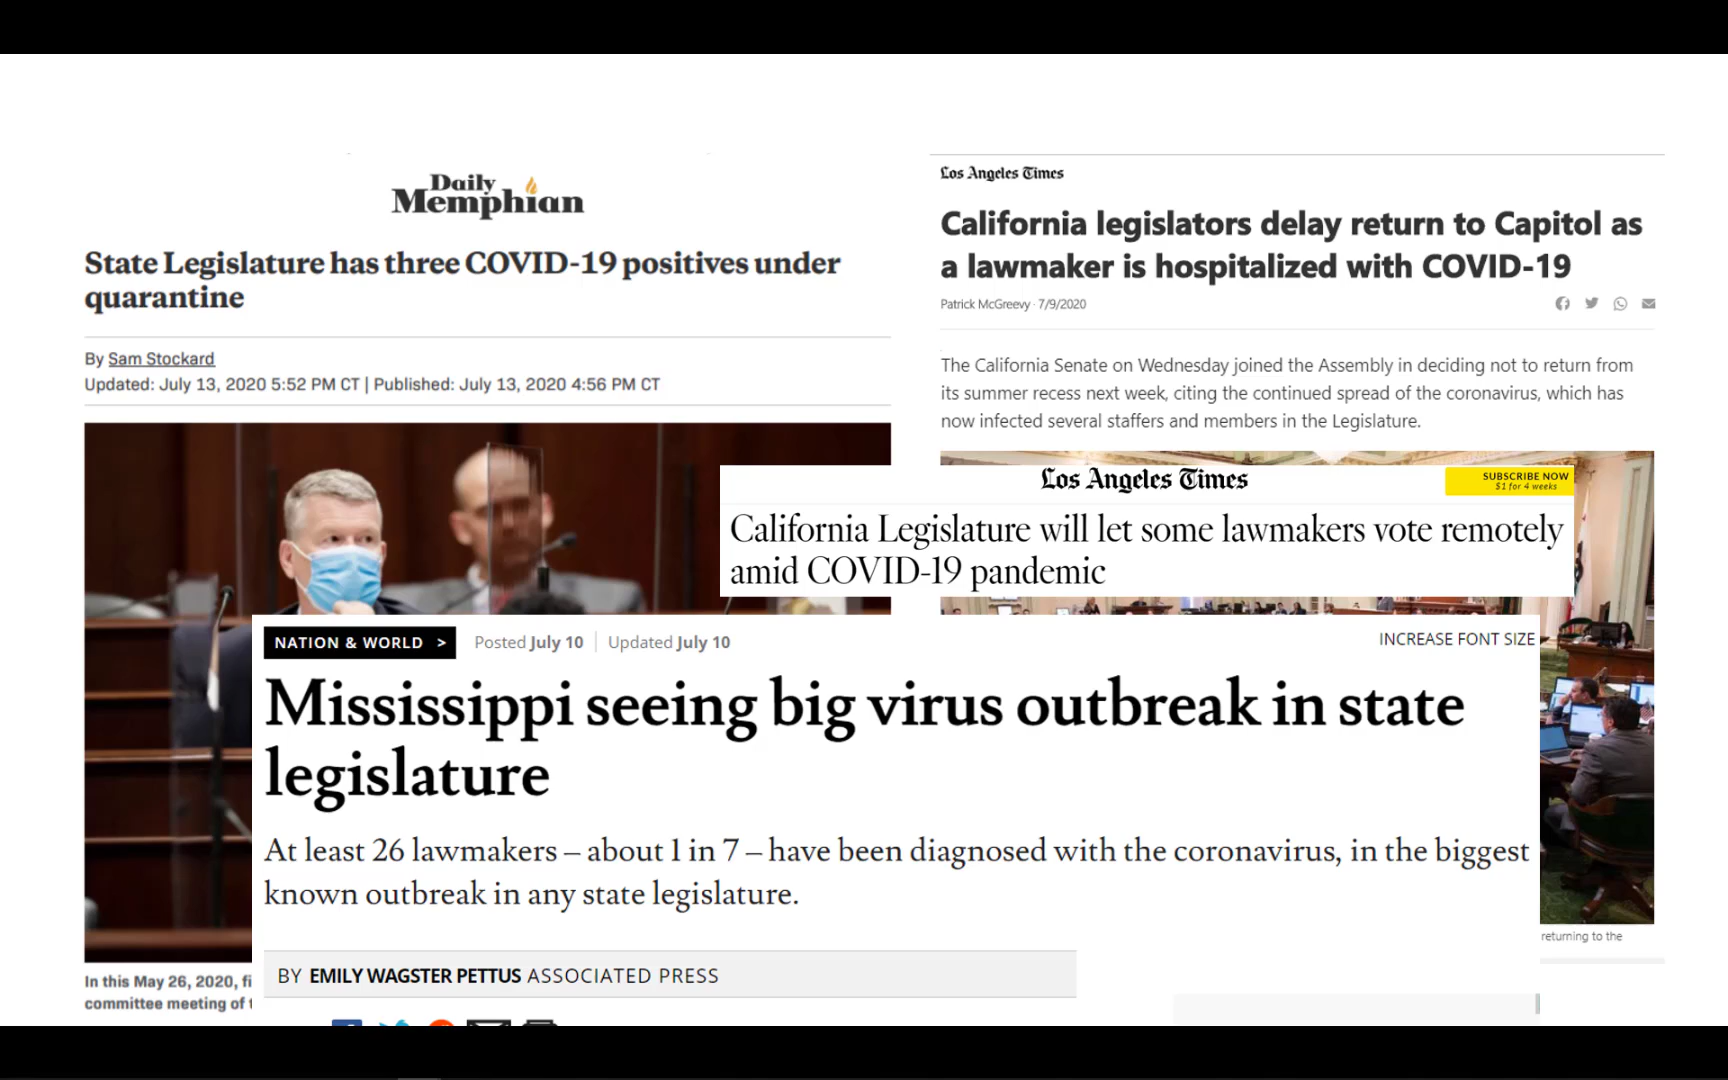 Daily
Memphian
State Legislature has three COVID-19 positives under
quarantine
By Sam Stockard
Updated: July 13, 2020 5:52 PM CT | Published: July 13, 2020 4:56 PM CT
In this May 26, 2020, fi
committee meeting of t
Los Angeles Times
California legislators delay return to Capitol as
a lawmaker is hospitalized with COVID-19
Patrick McGreevy · 7/9/2020
The California Senate on Wednesday joined the Assembly in deciding not to return from
its summer recess next week, citing the continued spread of the coronavirus, which has
now infected several staffers and members in the Legislature.
returning to the
Los Angeles Times
SUBSCRIBE NOW
$1 for 4 weeks
California Legislature will let some lawmakers vote remotely
amid COVID-19 pandemic
NATION & WORLD >
Posted July 10 | Updated July 10
INCREASE FONT SIZE
Mississippi seeing big virus outbreak in state
legislature
At least 26 lawmakers – about 1 in 7 – have been diagnosed with the coronavirus, in the biggest
known outbreak in any state legislature.
BY EMILY WAGSTER PETTUS ASSOCIATED PRESS